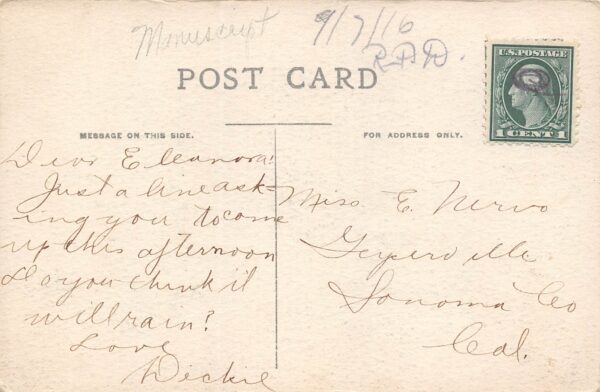 Manuscript
9/7/16
R.A.D.
U.S. POSTAGE
1 CENT 1
POST CARD
MESSAGE ON THIS SIDE.
FOR ADDRESS ONLY.
Dear Eleanora!
Just a line ask-
ing you to come
up this afternoon
Do you think it
will rain?
Love
Dickie
Miss E. Nervo
Geyserville
Sonoma Co
Cal.